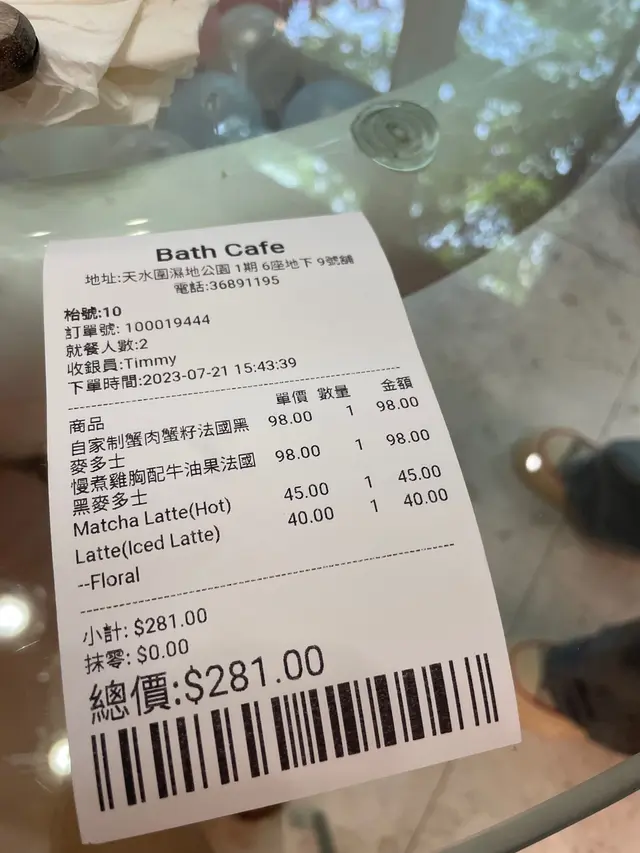 Bath Cafe
地址:天水圍濕地公園 1期 6座地下 9號舖
電話:36891195
枱號:10
訂單號: 100019444
就餐人數:2
收銀員:Timmy
下單時間:2023-07-21 15:43:39
商品 單價 數量 金額
自家制蟹肉蟹籽法國黑 98.00 1 98.00
麥多士
慢煮雞胸配牛油果法國 98.00 1 98.00
黑麥多士
Matcha Latte(Hot) 45.00 1 45.00
Latte(Iced Latte) 40.00 1 40.00
--Floral
小計: $281.00
抹零: $0.00
總價:$281.00